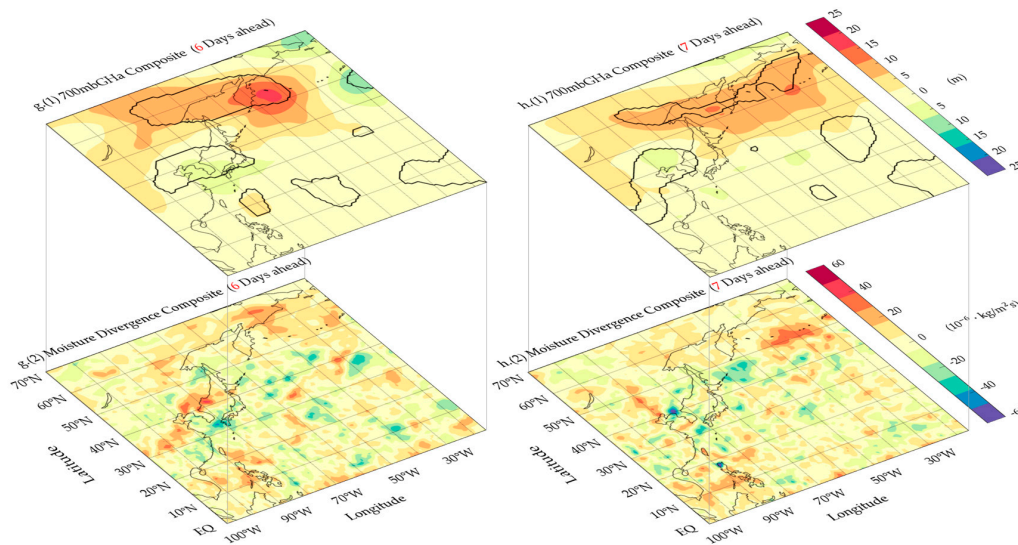 g.(1) 700mbGHa Composite (6 Days ahead)
h.(1) 700mbGHa Composite (7 Days ahead)
25
20
15
10
5
0
5
10
15
20
25
(m)
g.(2) Moisture Divergence Composite (6 Days ahead)
70°N
60°N
50°N
40°N
30°N
20°N
10°N
EQ
Latitude
100°W
90°W
70°W
50°W
30°W
Longitude
h.(2) Moisture Divergence Composite (7 Days ahead)
70°N
60°N
50°N
40°N
30°N
20°N
10°N
EQ
Latitude
100°W
90°W
70°W
50°W
30°W
Longitude
60
40
20
0
-20
-40
-6
(10⁻⁶ · kg/m²s)